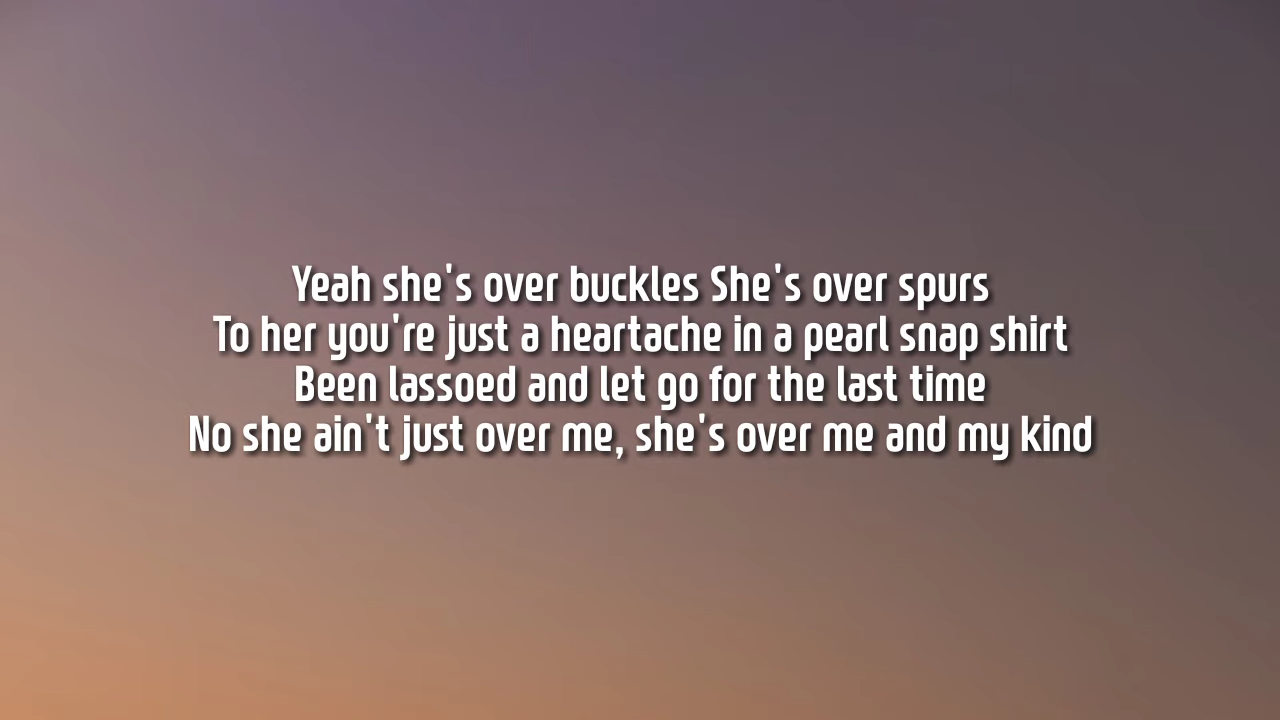 Yeah she's over buckles She's over spurs
To her you're just a heartache in a pearl snap shirt
Been lassoed and let go for the last time
No she ain't just over me, she's over me and my kind